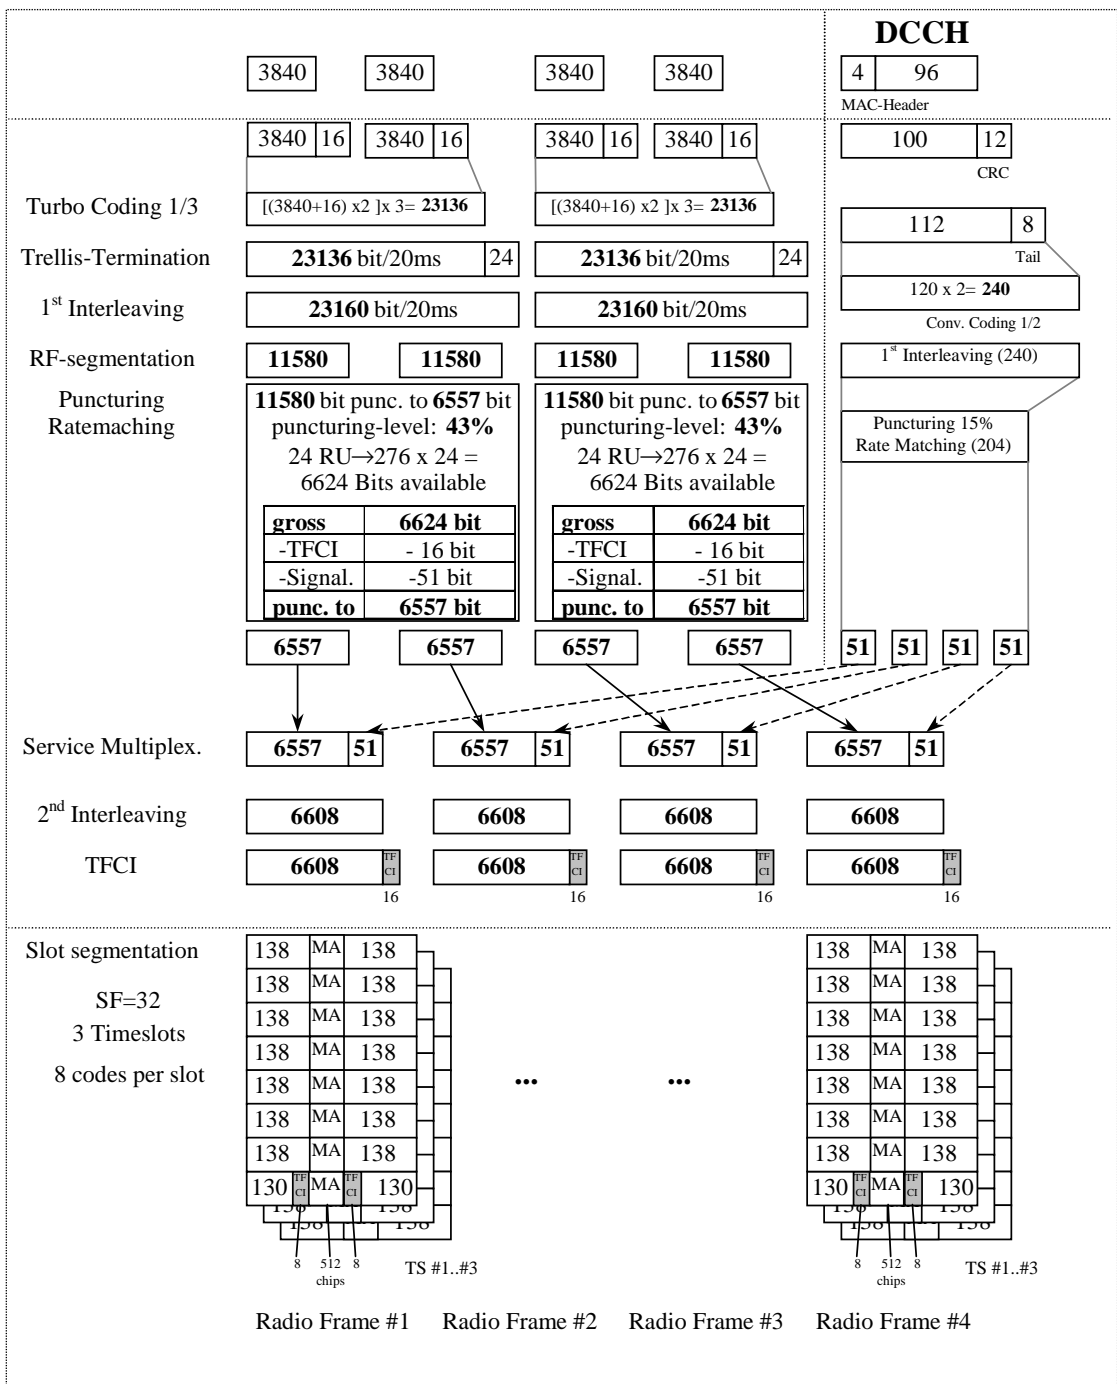 DCCH
3840 3840 3840 3840 4 96
MAC-Header
3840 16 3840 16 3840 16 3840 16 100 12
CRC
Turbo Coding 1/3 [(3840+16) x2 ]x 3= 23136 [(3840+16) x2 ]x 3= 23136
112 8
Tail
Trellis-Termination 23136 bit/20ms 24 23136 bit/20ms 24
120 x 2= 240
Conv. Coding 1/2
1st Interleaving 23160 bit/20ms 23160 bit/20ms
RF-segmentation 11580 11580 11580 11580 1st Interleaving (240)
Puncturing
Ratemaching
11580 bit punc. to 6557 bit
puncturing-level: 43%
24 RU→276 x 24 =
6624 Bits available
gross 6624 bit
-TFCI - 16 bit
-Signal. -51 bit
punc. to 6557 bit
11580 bit punc. to 6557 bit
puncturing-level: 43%
24 RU→276 x 24 =
6624 Bits available
gross 6624 bit
-TFCI - 16 bit
-Signal. -51 bit
punc. to 6557 bit
Puncturing 15%
Rate Matching (204)
6557 6557 6557 6557 51 51 51 51
Service Multiplex. 6557 51 6557 51 6557 51 6557 51
2nd Interleaving 6608 6608 6608 6608
TFCI 6608 TF CI 6608 TF CI 6608 TF CI 6608 TF CI
16 16 16 16
Slot segmentation
SF=32
3 Timeslots
8 codes per slot
138 MA 138 138 MA 138
138 MA 138 138 MA 138
138 MA 138 138 MA 138
138 MA 138 138 MA 138
138 MA 138 ... ... 138 MA 138
138 MA 138 138 MA 138
138 MA 138 138 MA 138
130 TF CI MA TF CI 130 130 TF CI MA TF CI 130
138 138 138 138
138 138 138 138
8 512 8 TS #1..#3 8 512 8 TS #1..#3
chips chips
Radio Frame #1 Radio Frame #2 Radio Frame #3 Radio Frame #4